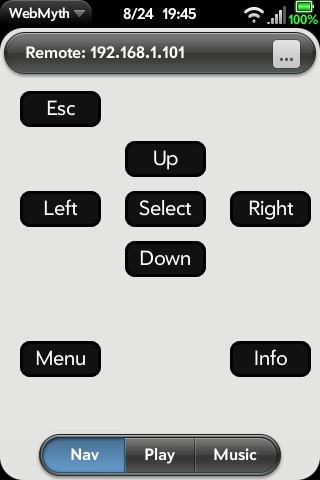 WebMyth 8/24 19:45 100%
Remote: 192.168.1.101 ...
Esc
Up
Left Select Right
Down
Menu Info
Nav Play Music